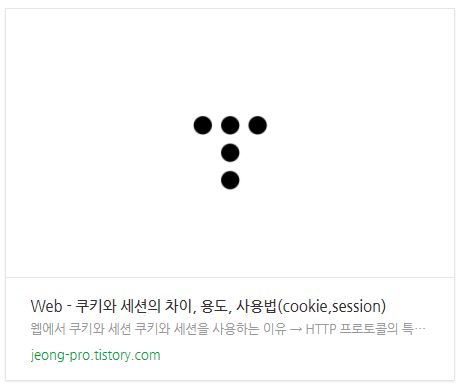 Web - 쿠키와 세션의 차이, 용도, 사용법(cookie,session)
웹에서 쿠키와 세션 쿠키와 세션을 사용하는 이유 → HTTP 프로토콜의 특…
jeong-pro.tistory.com